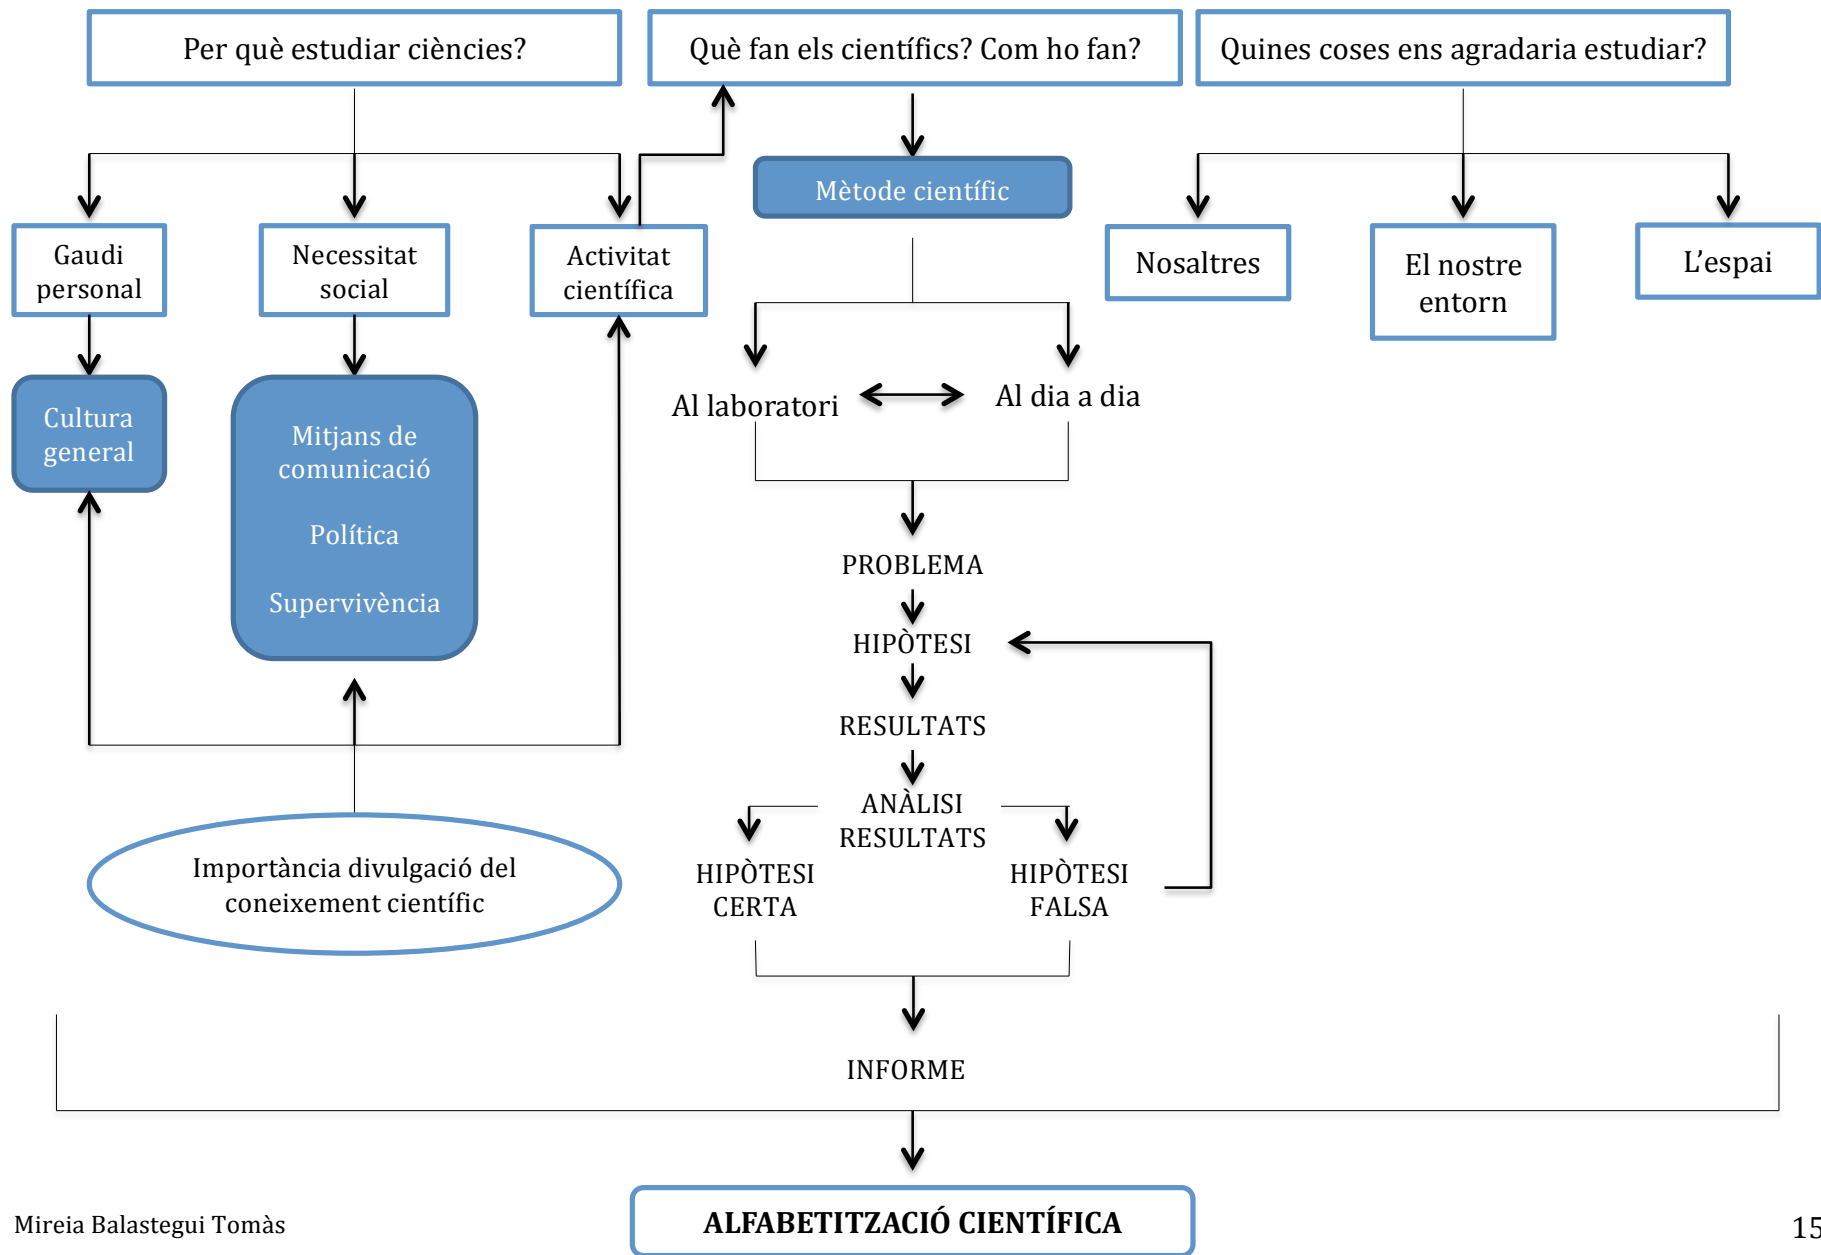 Per què estudiar ciències?
Què fan els científics? Com ho fan?
Quines coses ens agradaria estudiar?
Mètode científic
Gaudi
personal
Necessitat
social
Activitat
científica
Nosaltres
El nostre
entorn
L’espai
Cultura
general
Mitjans de
comunicació
Política
Supervivència
Al laboratori
Al dia a dia
PROBLEMA
HIPÒTESI
RESULTATS
ANÀLISI
RESULTATS
HIPÒTESI
CERTA
HIPÒTESI
FALSA
Importància divulgació del
coneixement científic
INFORME
ALFABETITZACIÓ CIENTÍFICA
Mireia Balastegui Tomàs
15